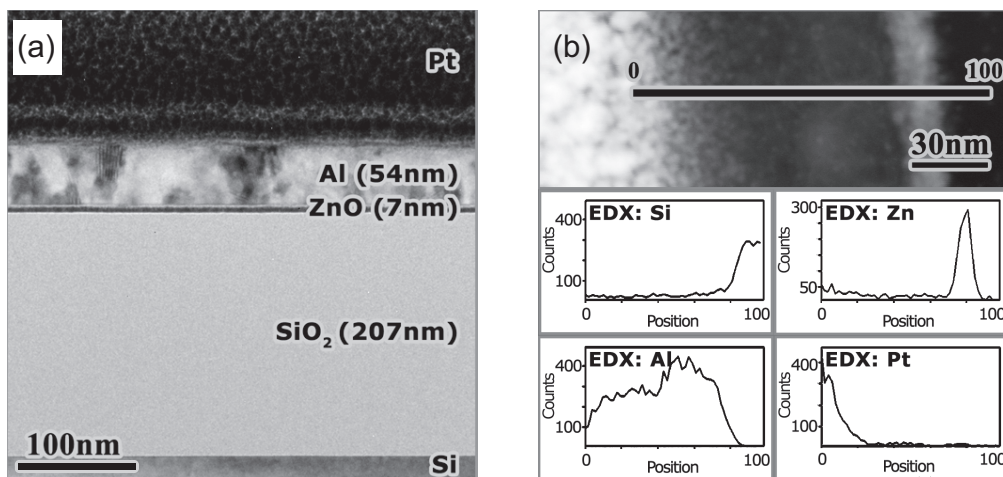 (a)
Pt
Al (54nm)
ZnO (7nm)
SiO₂ (207nm)
100nm
Si
(b)
0 100
30nm
EDX: Si
400
100
Counts
0 Position 100
EDX: Zn
300
50
Counts
0 Position 100
EDX: Al
400
100
Counts
0 Position 100
EDX: Pt
400
100
Counts
0 Position 100